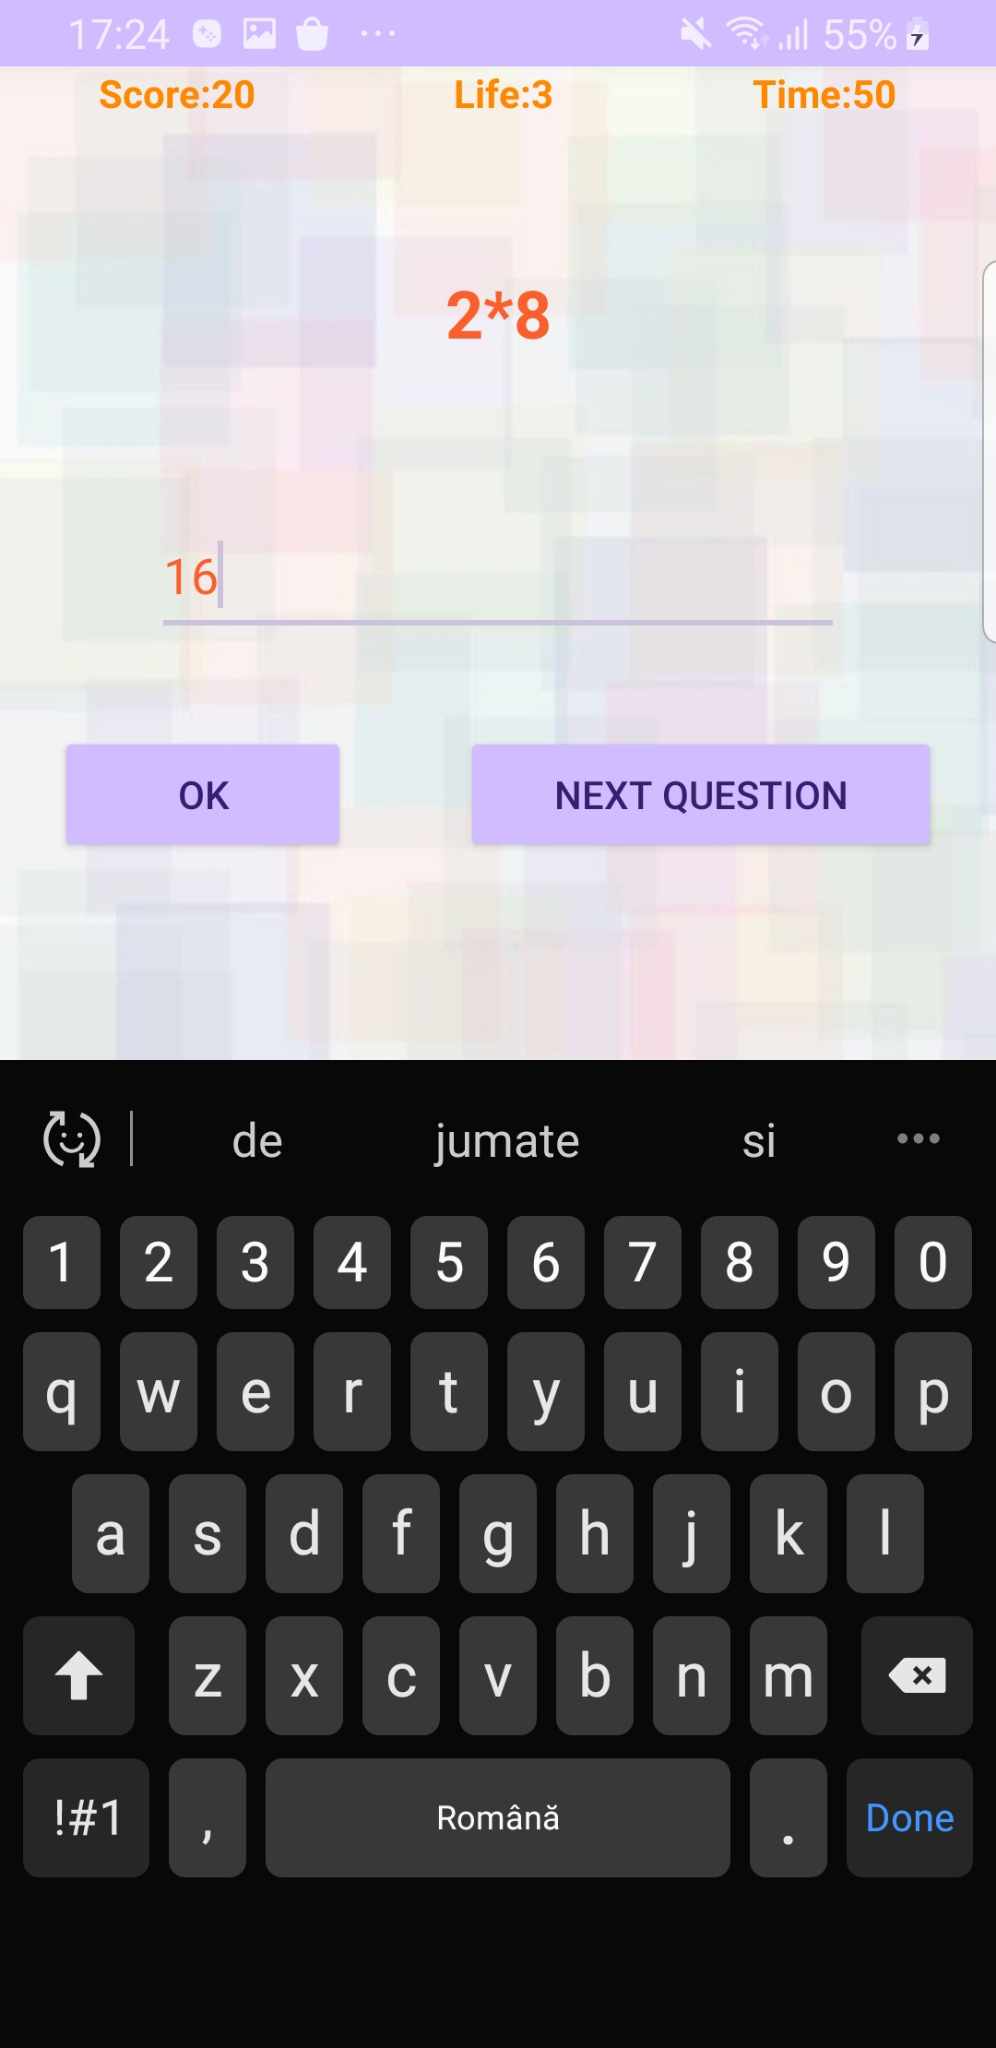 17:24 ... 55%
Score:20 Life:3 Time:50
2*8
16
OK NEXT QUESTION
de jumate si ...
1 2 3 4 5 6 7 8 9 0
q w e r t y u i o p
a s d f g h j k l
z x c v b n m
!#1 , Română . Done